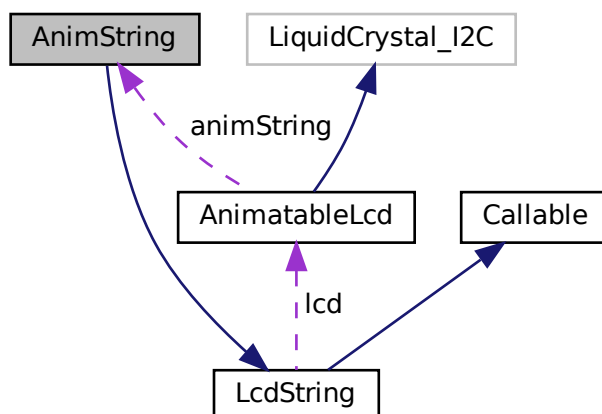 AnimString
LiquidCrystal_I2C
animString
AnimatableLcd
Callable
lcd
LcdString